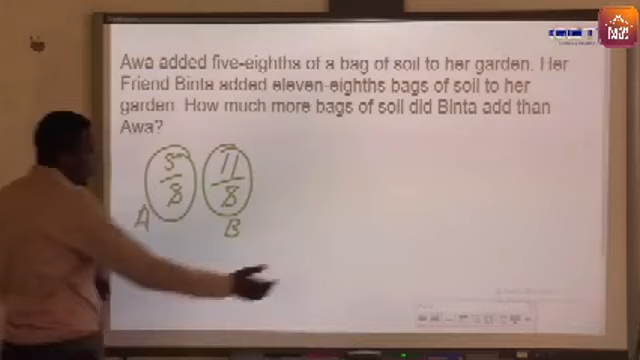 Awa added five-eighths of a bag of soil to her garden. Her
Friend Binta added eleven-eighths bags of soil to her
garden. How much more bags of soil did Binta add than
Awa?
5 11
8 8
A B